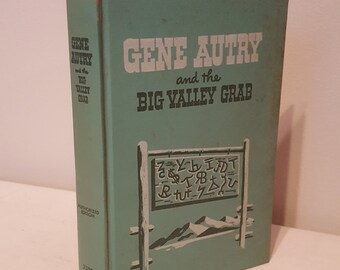 GENE AUTRY
and the
BIG VALLEY GRAB
GENE
AUTRY
and the
BIG
VALLEY
GRAB